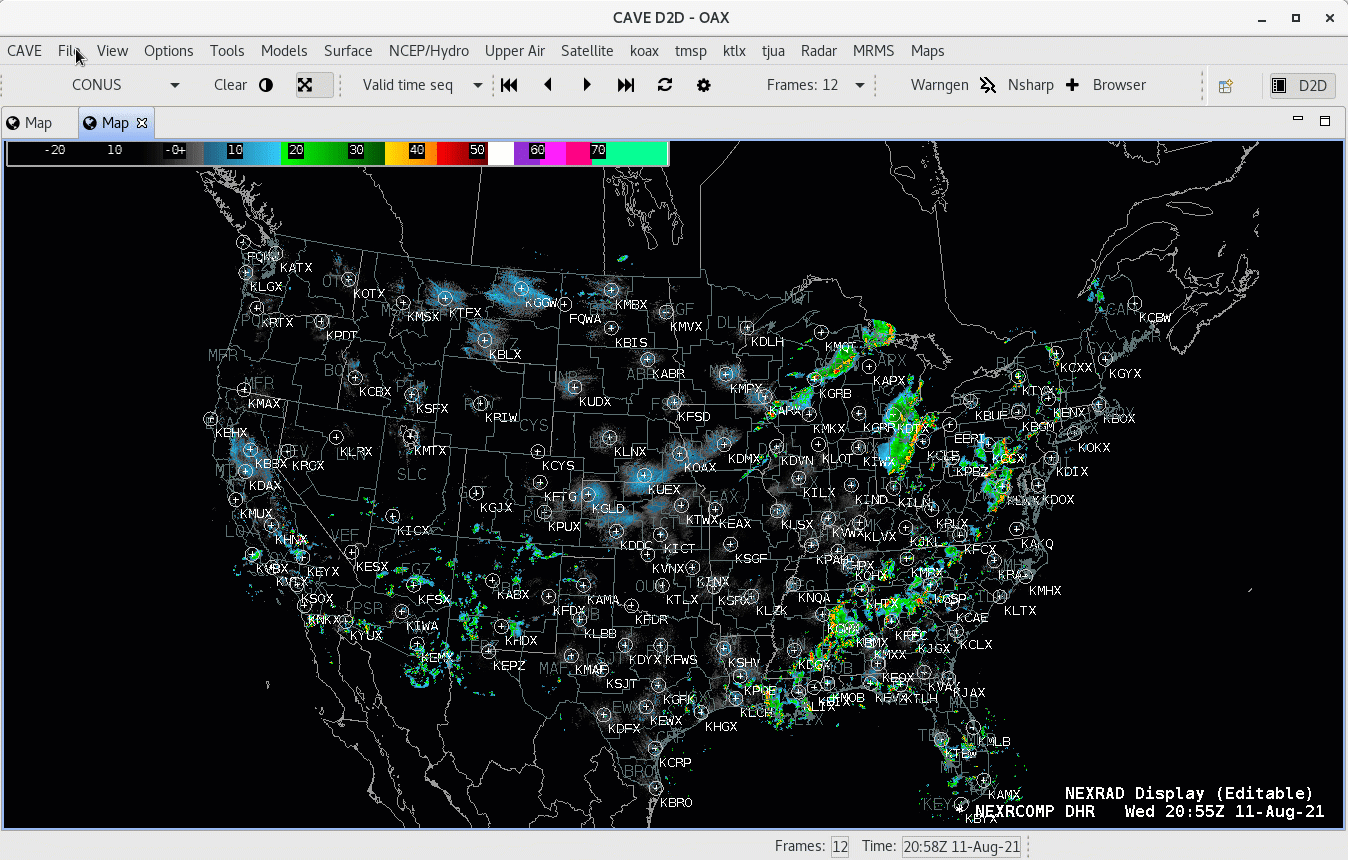 CAVE D2D - OAX
CAVE File View Options Tools Models Surface NCEP/Hydro Upper Air Satellite koax tmsp ktlx tjua Radar MRMS Maps
CONUS Clear Valid time seq Frames: 12 Warngen Nsharp Browser D2D
Map Map
-20 10 -0+ 10 20 30 40 50 60 70
KATX
KLGX KOTX
KRTX KPDT KMSX KTFX KGGW FQWA KMBX KMVX
KBIS KDLH KMQT KCBW
MFR KBLX KABR KCXX KGYX
KMAX KCBX KSFX KRIW KUDX KFSD KMPX KARX KGRB KAPX KTYX
KBHX KLRX KMTX KLNX KMKX KGRR KDTX KBUF KBGM KENX KBOX
KBBX KRGX KCYS KOAX KDMX KDVN KLOT KIWX KCLE KPBZ KCCX KOKX
KDAX SLC KFTG KUEX KDIX
KMUX KGJX KPUX KGLD KTWX KEAX KILX KIND KILN KDOX
KHNX KICX KDDC KICT KLSX KVWX KLVX KJKL KRLX KAKQ
KEYX KESX KVNX KSGF KPAH KFCX
KVTX KFSX KABX KAMA KINX KNQA KMRX KRAX KMHX
KSOX KIWA KFDX KTLX KSRX KLZK KHTX KGSP KLTX
KNKX PSR KFDR KCAE
KYUX KHDX KLBB KBMX KFFC KCLX
KEMX KEPZ MAF KMAF KDYX KFWS KSHV KDGX KMXX KJGX
KSJT KPOE KEOX KVAX KJAX
KGRK KLCH KMOB KEVX KTLH
KDFX KEWX KHGX
KCRP KMLB
KBRO KTBW
KAMX
KBYX
NEXRAD Display (Editable)
NEXRCOMP DHR Wed 20:55Z 11-Aug-21
Frames: 12 Time: 20:58Z 11-Aug-21